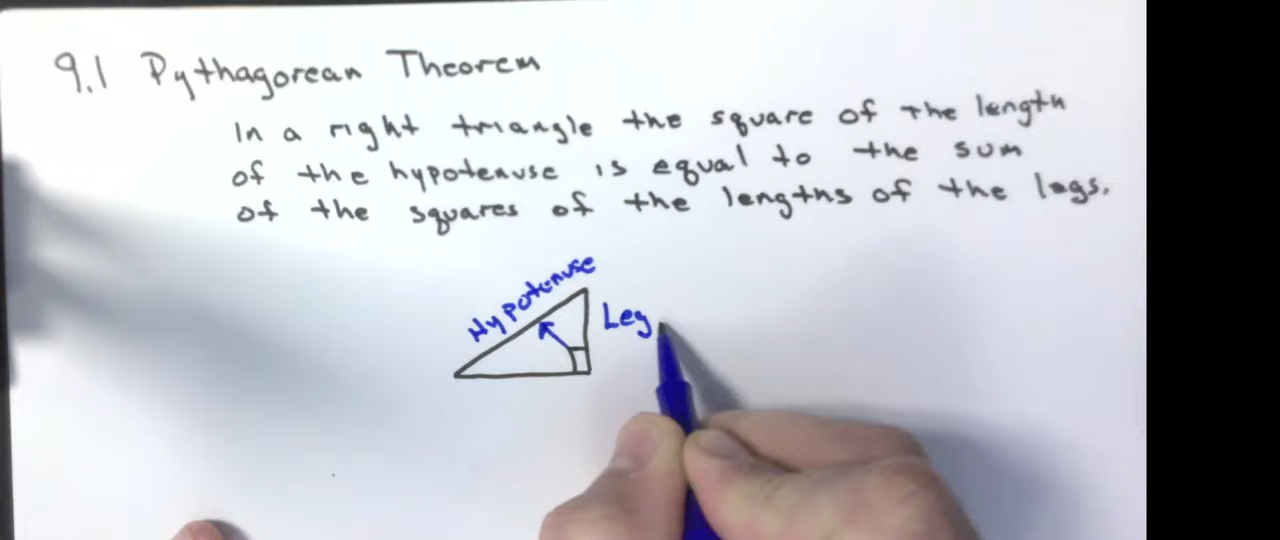 9.1 Pythagorean Theorem
In a right triangle the square of the length
of the hypotenuse is equal to the sum
of the squares of the lengths of the legs.
Hypotenuse
Leg